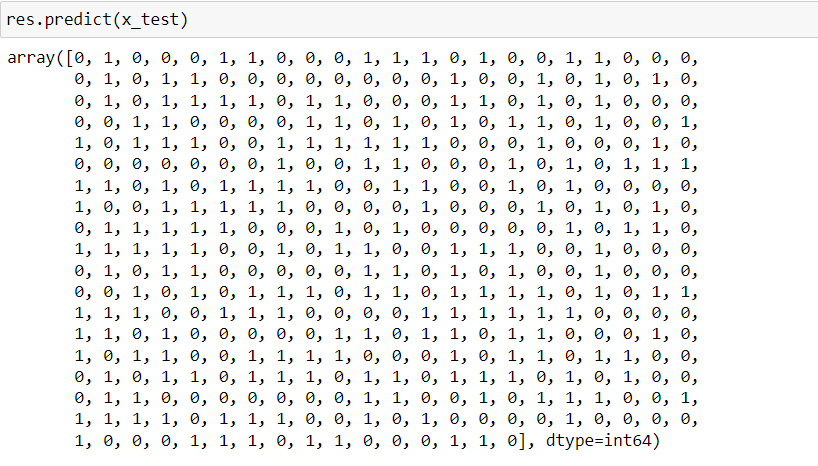 res.predict(x_test)
array([0, 1, 0, 0, 0, 1, 1, 0, 0, 0, 1, 1, 1, 0, 1, 0, 0, 1, 1, 0, 0, 0,
0, 1, 0, 1, 1, 0, 0, 0, 0, 0, 0, 0, 0, 1, 0, 0, 1, 0, 1, 0, 1, 0,
0, 1, 0, 1, 1, 1, 1, 0, 1, 1, 0, 0, 0, 1, 1, 0, 1, 0, 1, 0, 0, 0,
0, 0, 1, 1, 0, 0, 0, 0, 1, 1, 0, 1, 0, 1, 0, 1, 1, 0, 1, 0, 0, 1,
1, 0, 1, 1, 1, 0, 0, 1, 1, 1, 1, 1, 1, 0, 0, 0, 1, 0, 0, 0, 1, 0,
0, 0, 0, 0, 0, 0, 0, 1, 0, 0, 1, 1, 0, 0, 0, 1, 0, 1, 0, 1, 1, 1,
1, 1, 0, 1, 0, 1, 1, 1, 1, 0, 0, 1, 1, 0, 0, 1, 0, 1, 0, 0, 0, 0,
1, 0, 0, 1, 1, 1, 1, 1, 0, 0, 0, 0, 1, 0, 0, 0, 1, 0, 1, 0, 1, 0,
0, 1, 1, 1, 1, 1, 0, 0, 0, 1, 0, 1, 0, 0, 0, 0, 0, 1, 0, 1, 1, 0,
1, 1, 1, 1, 1, 0, 0, 1, 0, 1, 1, 0, 0, 1, 1, 1, 0, 0, 1, 0, 0, 0,
0, 1, 0, 1, 1, 0, 0, 0, 0, 0, 1, 1, 0, 1, 0, 1, 0, 0, 1, 0, 0, 0,
0, 0, 1, 0, 1, 0, 1, 1, 1, 0, 1, 1, 0, 1, 1, 1, 1, 0, 1, 0, 1, 1,
1, 1, 1, 0, 0, 1, 1, 1, 0, 0, 0, 0, 1, 1, 1, 1, 1, 1, 0, 0, 0, 0,
1, 1, 0, 1, 0, 0, 0, 0, 0, 1, 1, 0, 1, 1, 0, 1, 1, 0, 0, 0, 1, 0,
1, 0, 1, 1, 0, 0, 1, 1, 1, 1, 0, 0, 0, 1, 0, 1, 1, 0, 1, 1, 0, 0,
0, 1, 0, 1, 1, 0, 1, 1, 1, 0, 1, 1, 0, 1, 1, 1, 0, 1, 0, 1, 0, 0,
0, 1, 1, 0, 0, 0, 0, 0, 0, 0, 1, 1, 0, 0, 1, 0, 1, 1, 1, 0, 0, 1,
1, 1, 1, 1, 0, 1, 1, 1, 0, 0, 1, 0, 1, 0, 0, 0, 0, 1, 0, 0, 0, 0,
1, 0, 0, 0, 1, 1, 1, 0, 1, 1, 0, 0, 0, 1, 1, 0], dtype=int64)